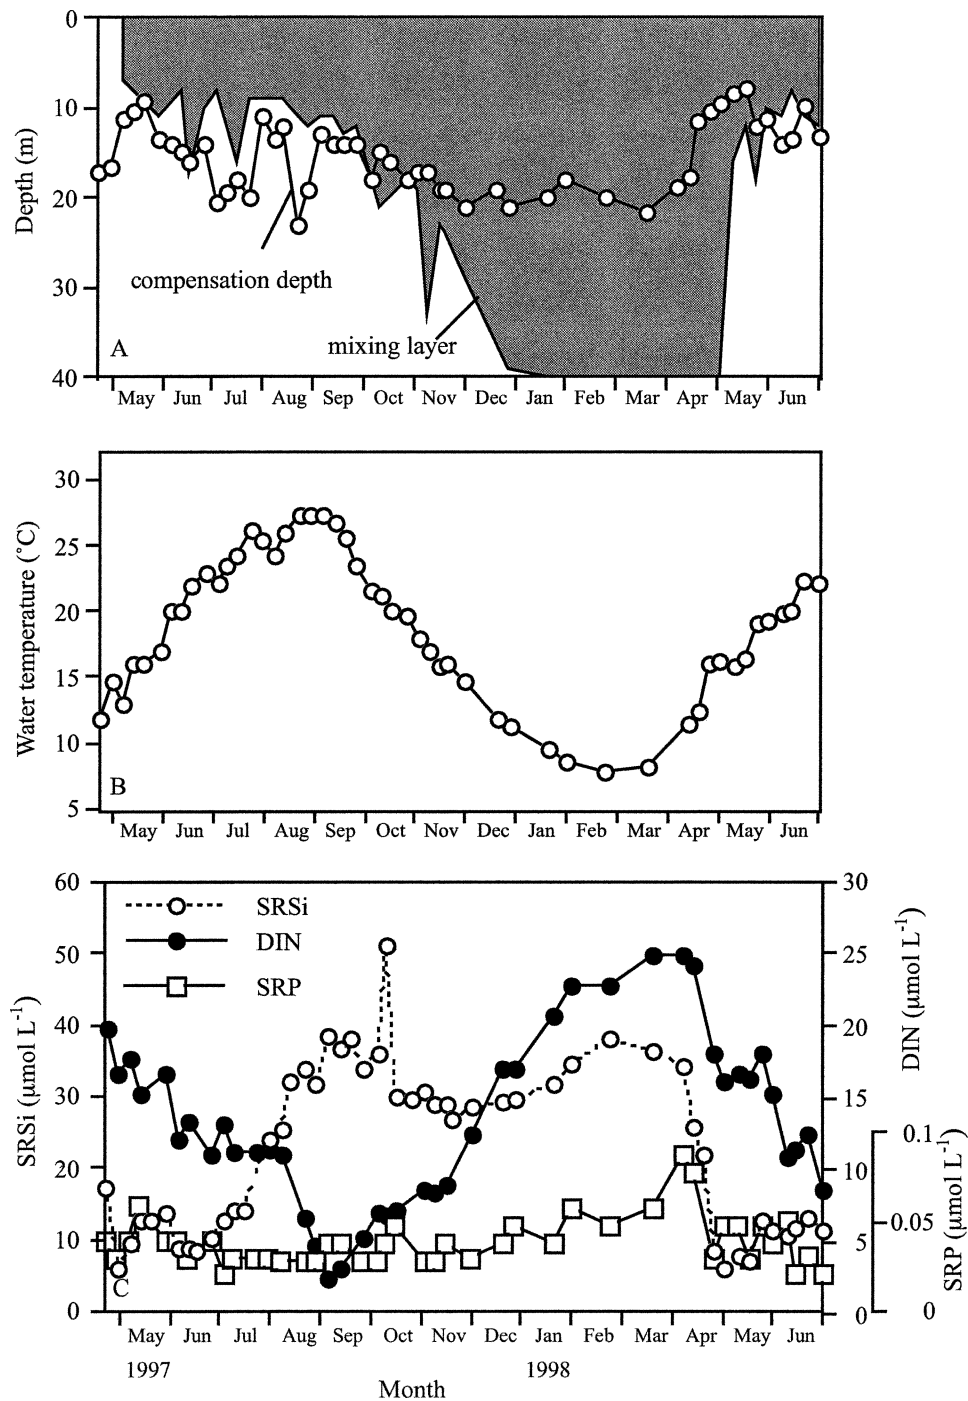 0
10
20
30
40
Depth (m)
compensation depth
mixing layer
A
May Jun Jul Aug Sep Oct Nov Dec Jan Feb Mar Apr May Jun
30
25
20
15
10
5
Water temperature (˚C)
B
May Jun Jul Aug Sep Oct Nov Dec Jan Feb Mar Apr May Jun
60
50
40
30
20
10
0
SRSi (μmol L⁻¹)
SRSi
DIN
SRP
C
30
25
20
15
10
5
0
DIN (μmol L⁻¹)
0.1
0.05
0
SRP (μmol L⁻¹)
May Jun Jul Aug Sep Oct Nov Dec Jan Feb Mar Apr May Jun
1997 1998
Month